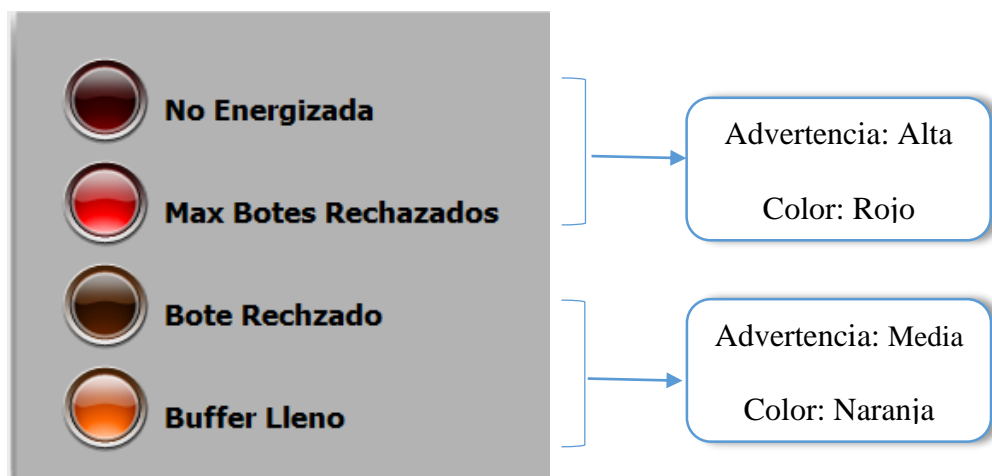 No Energizada
Max Botes Rechazados
Bote Rechzado
Buffer Lleno
Advertencia: Alta
Color: Rojo
Advertencia: Media
Color: Naranja